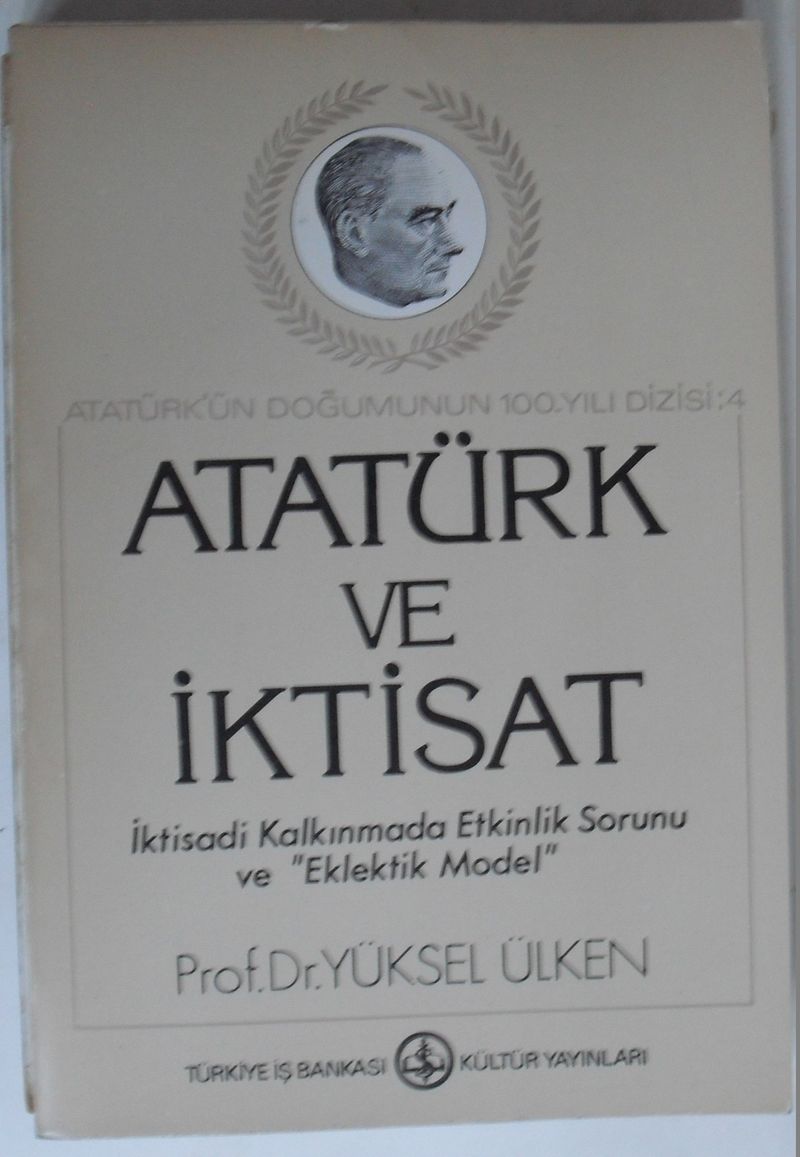 ATATÜRK'ÜN DOĞUMUNUN 100.YILI DİZİSİ:4
ATATÜRK
VE
İKTİSAT
İktisadi Kalkınmada Etkinlik Sorunu
ve "Eklektik Model"
Prof.Dr.YÜKSEL ÜLKEN
TÜRKİYE İŞ BANKASI KÜLTÜR YAYINLARI